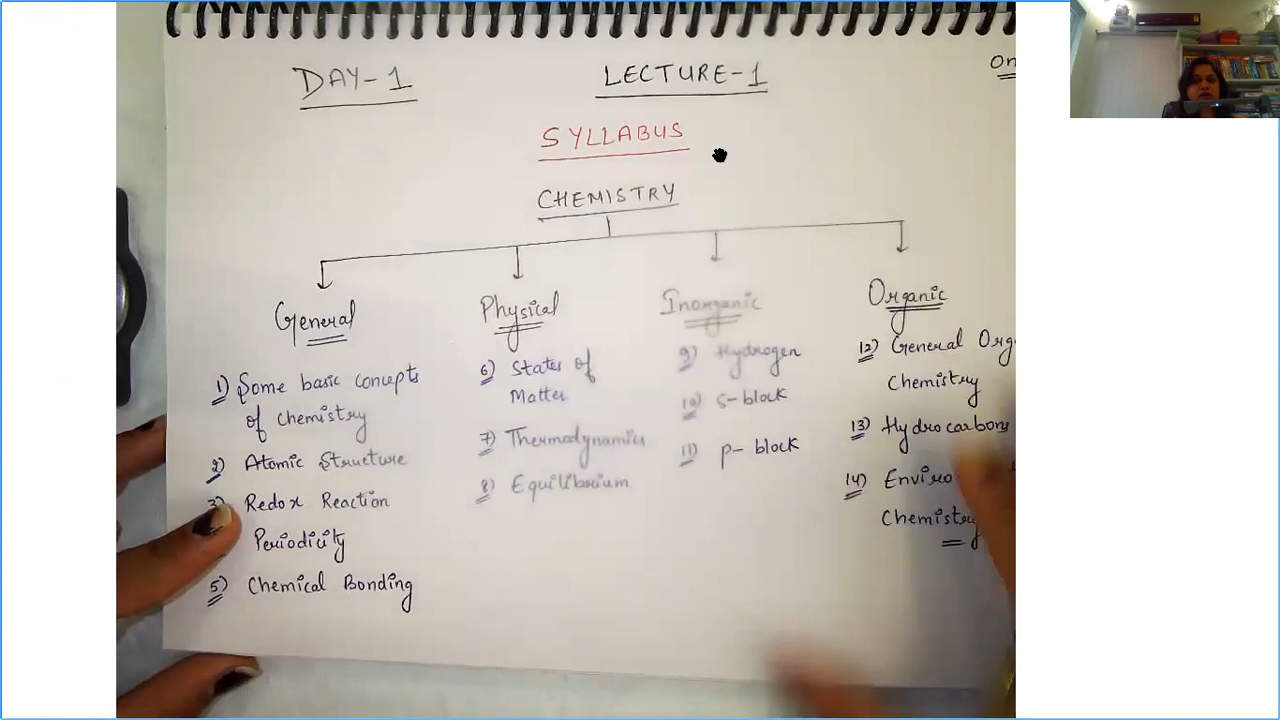 DAY-1
LECTURE-1
On
SYLLABUS
CHEMISTRY
General
1) Some basic concepts
of chemistry
2) Atomic Structure
3) Redox Reaction
Periodicity
5) Chemical Bonding
Physical
6) States of
Matter
7) Thermodynamics
8) Equilibrium
Inorganic
9) Hydrogen
10) s-block
11) p-block
Organic
12) General Org
Chemistry
13) Hydrocarbons
14) Enviro
Chemistry